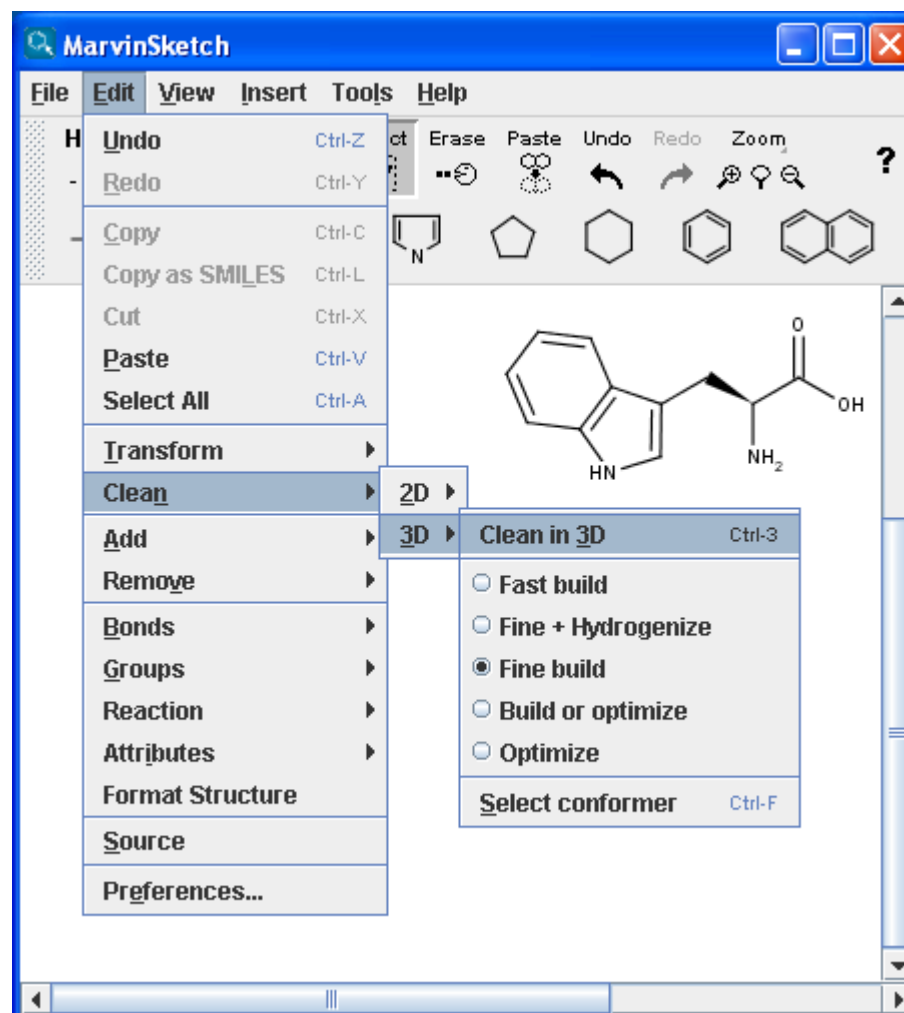 MarvinSketch
File Edit View Insert Tools Help
H ct Erase Paste Undo Redo Zoom ?
N
Undo Ctrl-Z
Redo Ctrl-Y
Copy Ctrl-C
Copy as SMILES Ctrl-L
Cut Ctrl-X
Paste Ctrl-V
Select All Ctrl-A
Transform
Clean
Add
Remove
Bonds
Groups
Reaction
Attributes
Format Structure
Source
Preferences...
2D
3D
Clean in 3D Ctrl-3
Fast build
Fine + Hydrogenize
Fine build
Build or optimize
Optimize
Select conformer Ctrl-F
O
OH
NH2
HN